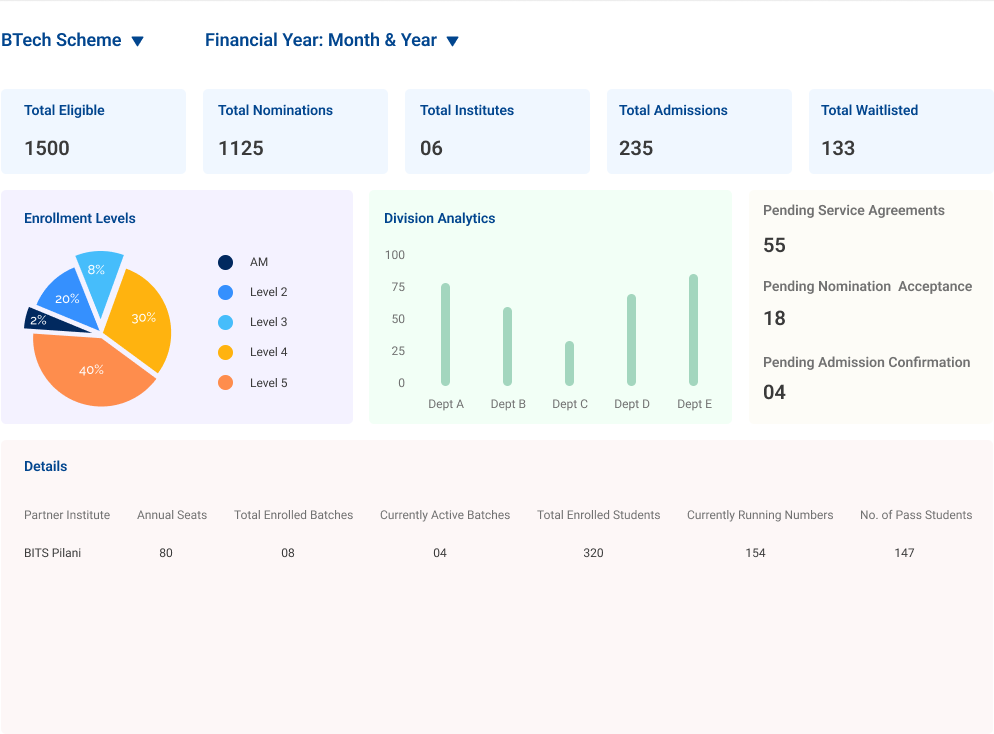 BTech Scheme ▼ Financial Year: Month & Year ▼
Total Eligible Total Nominations Total Institutes Total Admissions Total Waitlisted
1500 1125 06 235 133
Enrollment Levels
8%
20%
2%
30%
40%
AM
Level 2
Level 3
Level 4
Level 5
Division Analytics
100
75
50
25
0
Dept A Dept B Dept C Dept D Dept E
Pending Service Agreements
55
Pending Nomination Acceptance
18
Pending Admission Confirmation
04
Details
Partner Institute Annual Seats Total Enrolled Batches Currently Active Batches Total Enrolled Students Currently Running Numbers No. of Pass Students
BITS Pilani 80 08 04 320 154 147